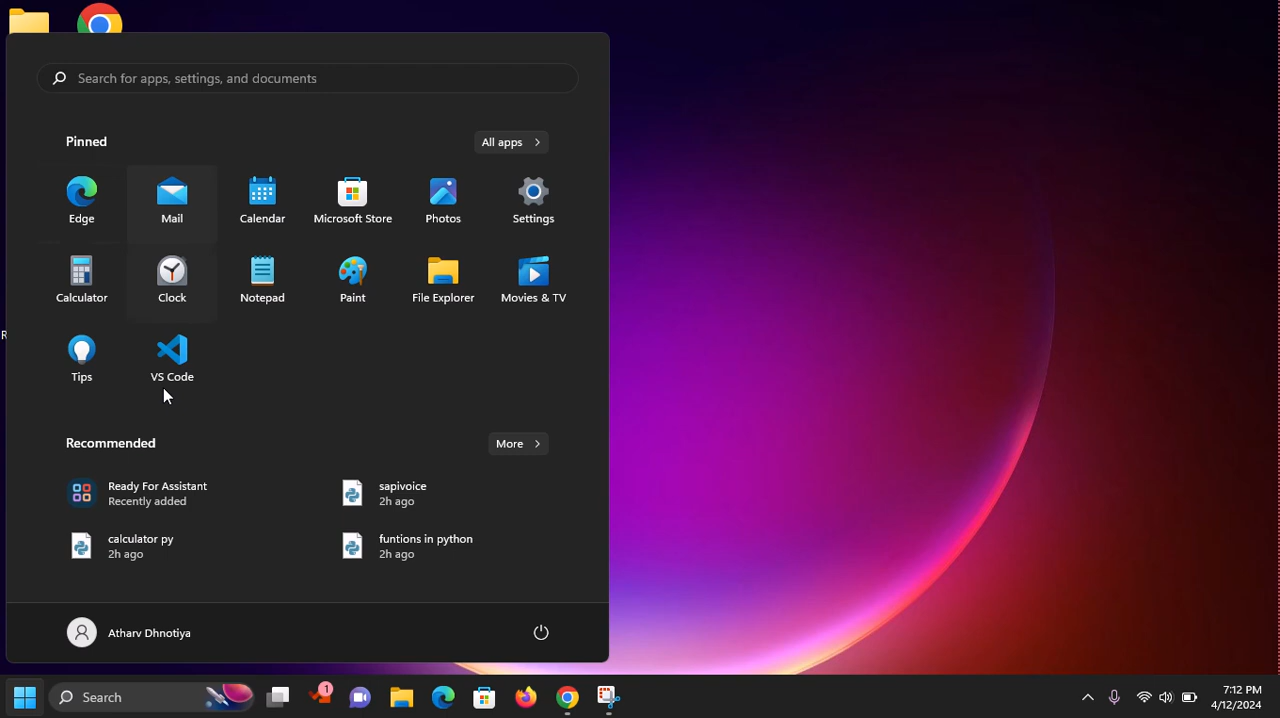 Search for apps, settings, and documents
Pinned
All apps
Edge
Mail
Calendar
Microsoft Store
Photos
Settings
Calculator
Clock
Notepad
Paint
File Explorer
Movies & TV
Tips
VS Code
Recommended
More
Ready For Assistant
Recently added
sapivoice
2h ago
calculator py
2h ago
funtions in python
2h ago
Atharv Dhnotiya
R
Search
1
7:12 PM
4/12/2024